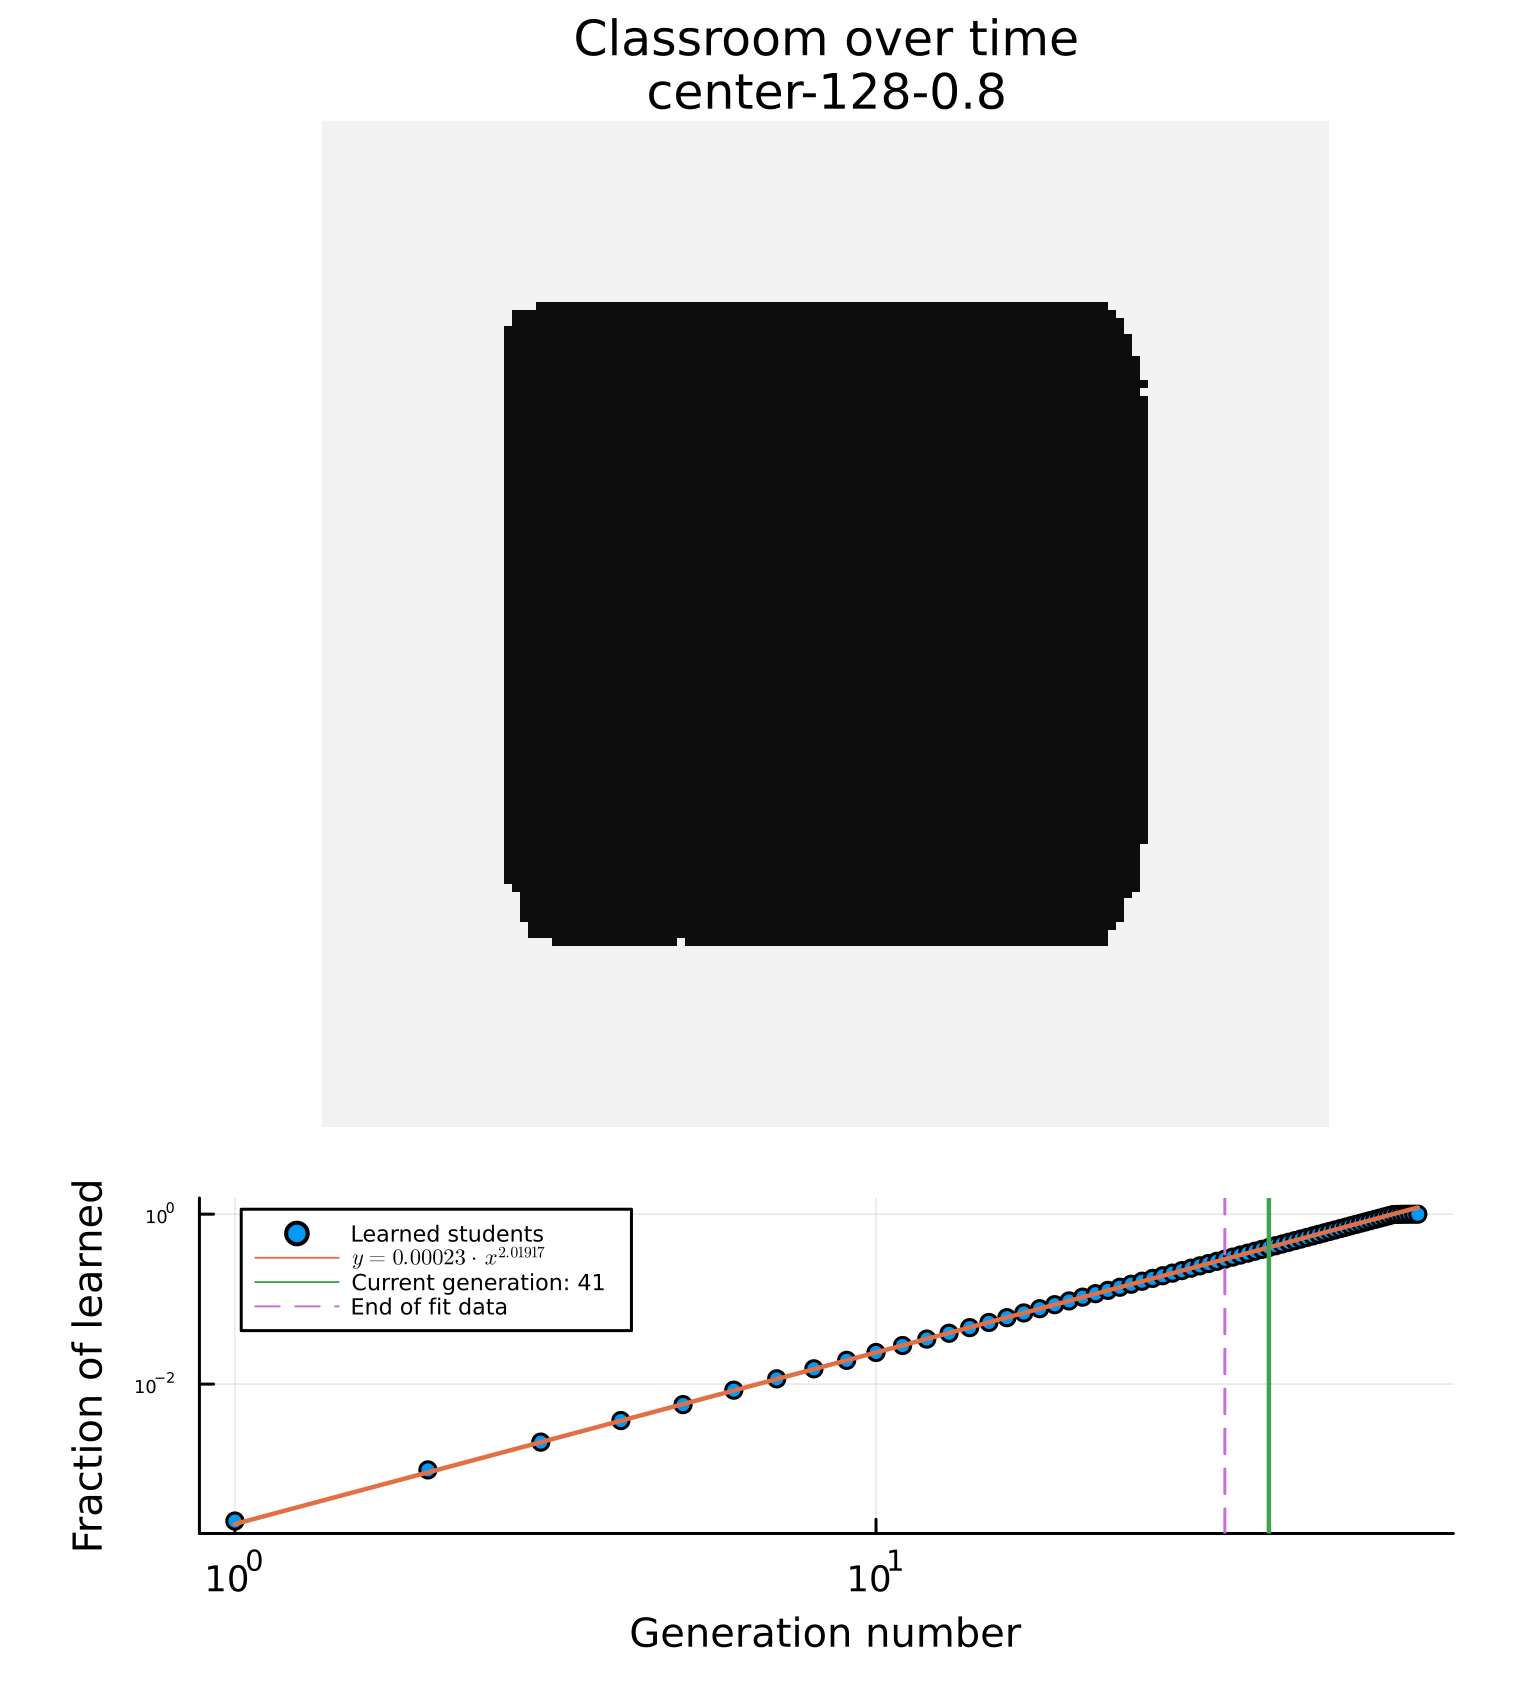 Classroom over time
center-128-0.8
Fraction of learned
10⁰
10⁻²
Learned students
y = 0.00023 · x^2.01917
Current generation: 41
End of fit data
10⁰ 10¹
Generation number